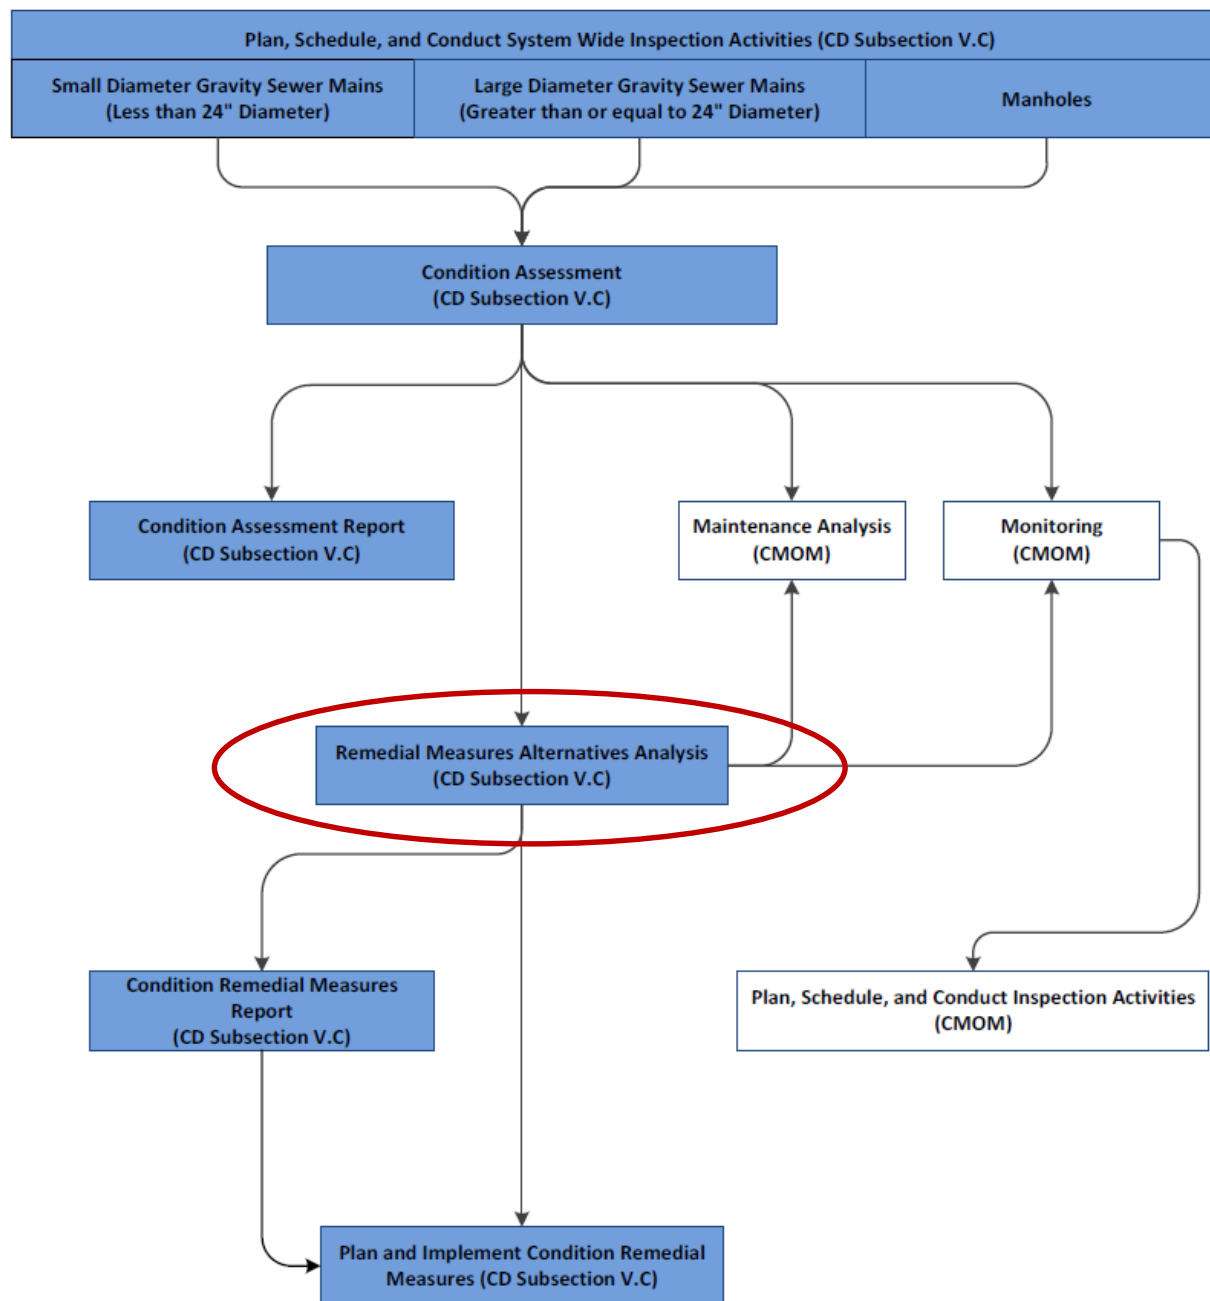 Plan, Schedule, and Conduct System Wide Inspection Activities (CD Subsection V.C)
Small Diameter Gravity Sewer Mains
(Less than 24" Diameter)
Large Diameter Gravity Sewer Mains
(Greater than or equal to 24" Diameter)
Manholes
Condition Assessment
(CD Subsection V.C)
Condition Assessment Report
(CD Subsection V.C)
Maintenance Analysis
(CMOM)
Monitoring
(CMOM)
Remedial Measures Alternatives Analysis
(CD Subsection V.C)
Condition Remedial Measures
Report
(CD Subsection V.C)
Plan, Schedule, and Conduct Inspection Activities
(CMOM)
Plan and Implement Condition Remedial
Measures (CD Subsection V.C)